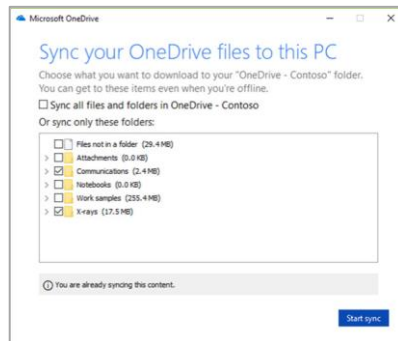 Microsoft OneDrive
Sync your OneDrive files to this PC
Choose what you want to download to your "OneDrive - Contoso" folder.
You can get to these items even when you're offline.
Sync all files and folders in OneDrive - Contoso
Or sync only these folders:
Files not in a folder (29.4 MB)
Attachments (0.0 KB)
Communications (2.4 MB)
Notebooks (0.0 KB)
Work samples (255.4 MB)
X-rays (17.5 MB)
You are already syncing this content.
Start sync